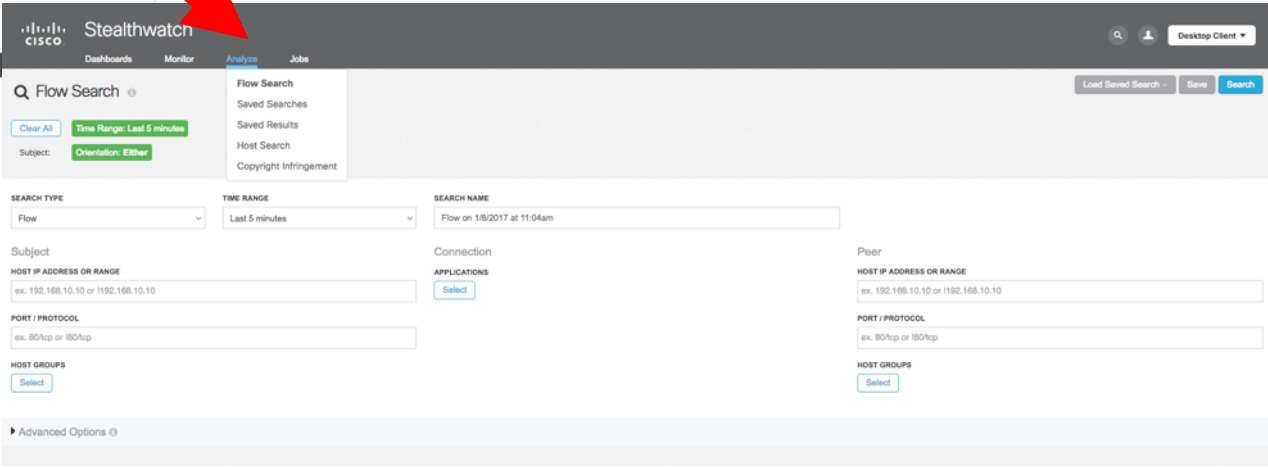 Stealthwatch
CISCO
Desktop Client
Dashboards Monitor Analyze Jobs
Flow Search
Load Saved Search Save Search
Flow Search
Saved Searches
Saved Results
Host Search
Copyright Infringement
Clear All Time Range: Last 5 minutes
Subject: Orientation: Either
SEARCH TYPE TIME RANGE SEARCH NAME
Flow Last 5 minutes Flow on 1/8/2017 at 11:04am
Subject Connection Peer
HOST IP ADDRESS OR RANGE APPLICATIONS HOST IP ADDRESS OR RANGE
ex. 192.168.10.10 or !192.168.10.10 Select ex. 192.168.10.10 or !192.168.10.10
PORT / PROTOCOL PORT / PROTOCOL
ex. 80/tcp or !80/tcp ex. 80/tcp or !80/tcp
HOST GROUPS HOST GROUPS
Select Select
Advanced Options